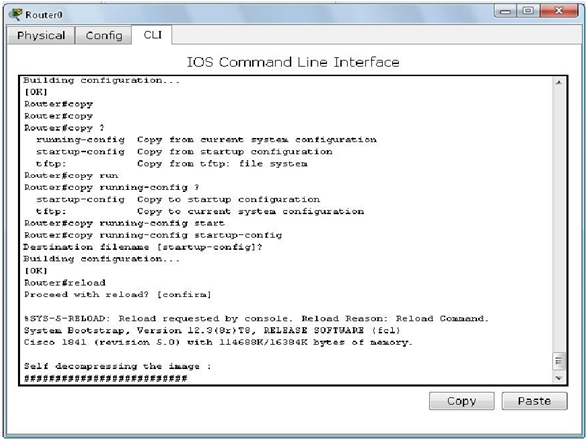 Router0
Physical Config CLI
IOS Command Line Interface
Building configuration...
[OK]
Router#copy
Router#copy
Router#copy ?
running-config Copy from current system configuration
startup-config Copy from startup configuration
tftp: Copy from tftp: file system
Router#copy run
Router#copy running-config ?
startup-config Copy to startup configuration
tftp: Copy to current system configuration
Router#copy running-config start
Router#copy running-config startup-config
Destination filename [startup-config]?
Building configuration...
[OK]
Router#reload
Proceed with reload? [confirm]
%SYS-5-RELOAD: Reload requested by console. Reload Reason: Reload Command.
System Bootstrap, Version 12.3(8r)T8, RELEASE SOFTWARE (fc1)
Cisco 1841 (revision 5.0) with 114688K/16384K bytes of memory.
Self decompressing the image :
##########################
Copy Paste